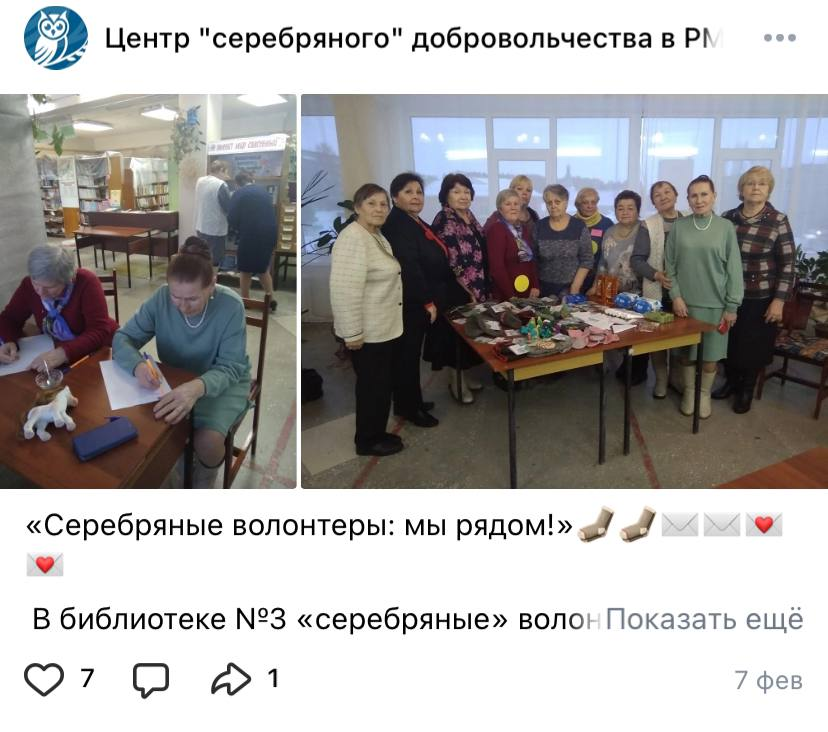 Центр "серебряного" добровольчества в РМ
«Серебряные волонтеры: мы рядом!»
В библиотеке №3 «серебряные» волон Показать ещё
7
1
7 фев